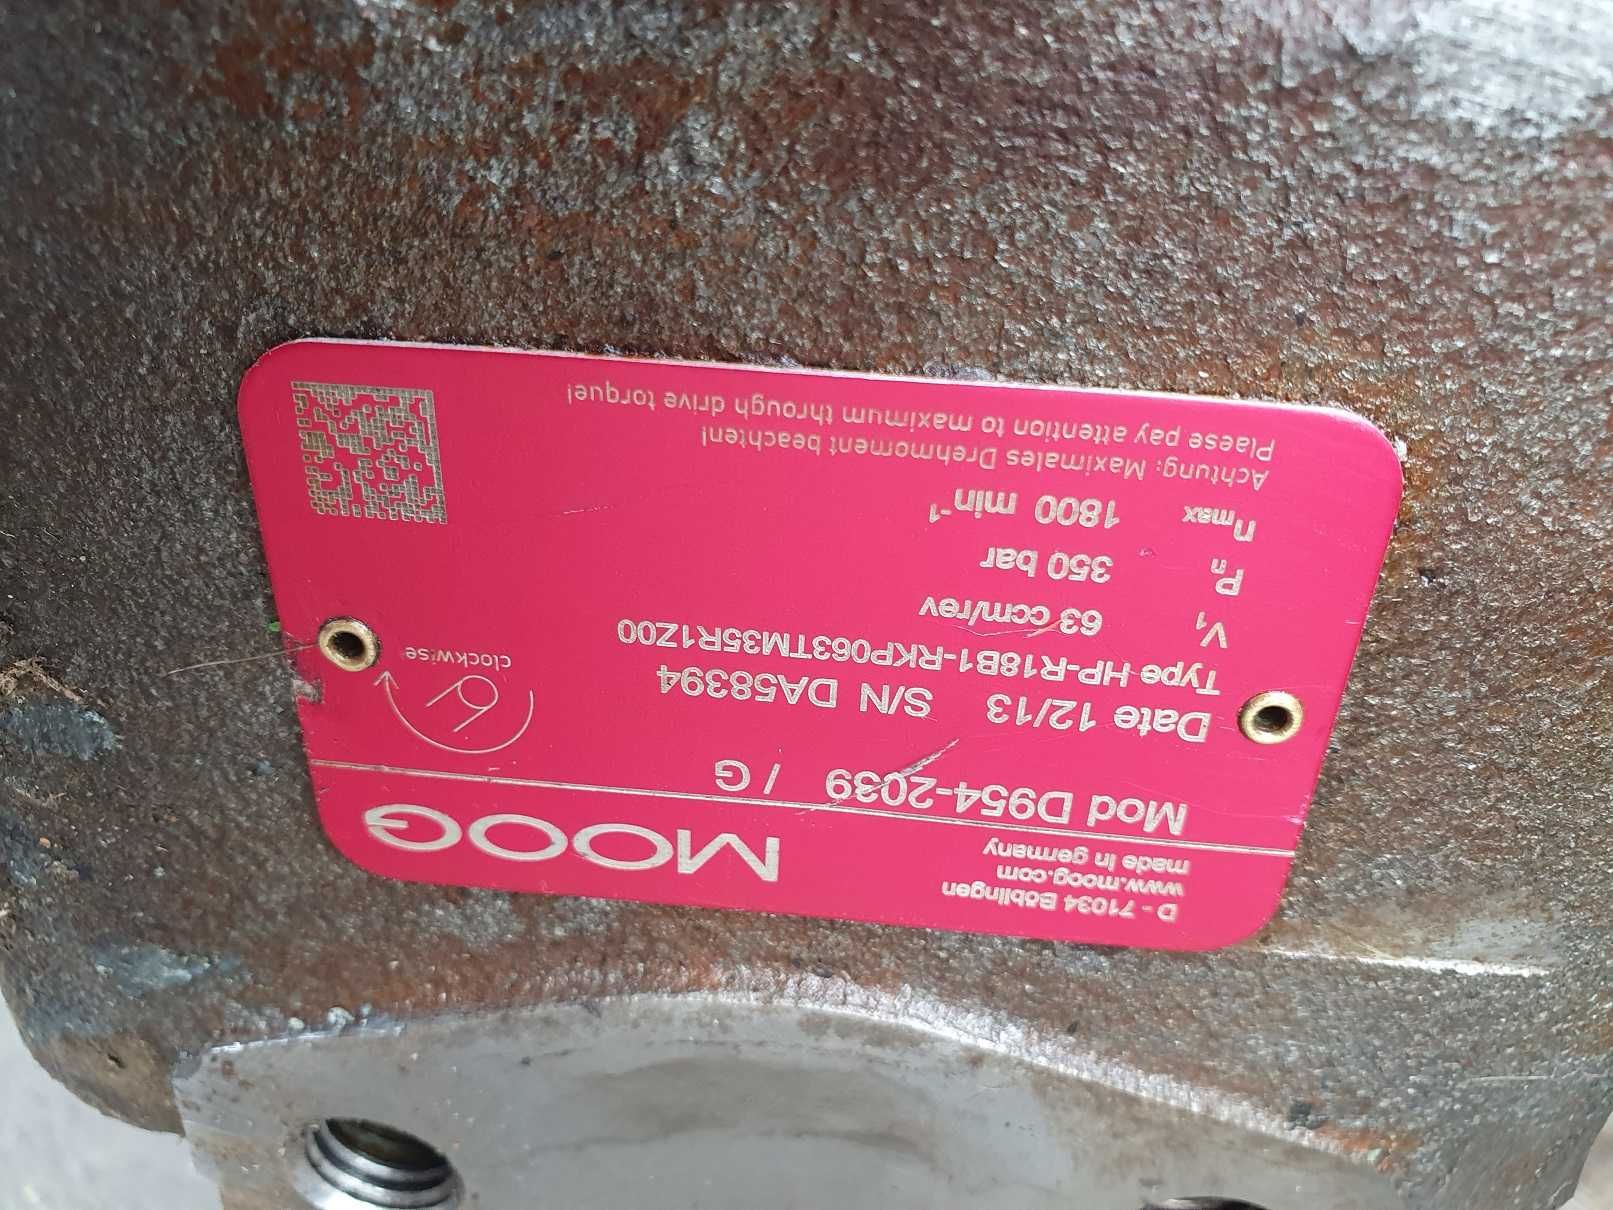 D - 71034 Böblingen
www.moog.com
made in germany
MOOG
Mod D954-2039 / G
Date 12/13 S/N DA58394
Type HP-R18B1-RKP063TM35R1Z00
V1 63 ccm/rev
Pn 350 bar
nmax 1800 min⁻¹
Achtung: Maximales Drehmoment beachten!
Plaese pay attention to maximum through drive torque!
clockwise